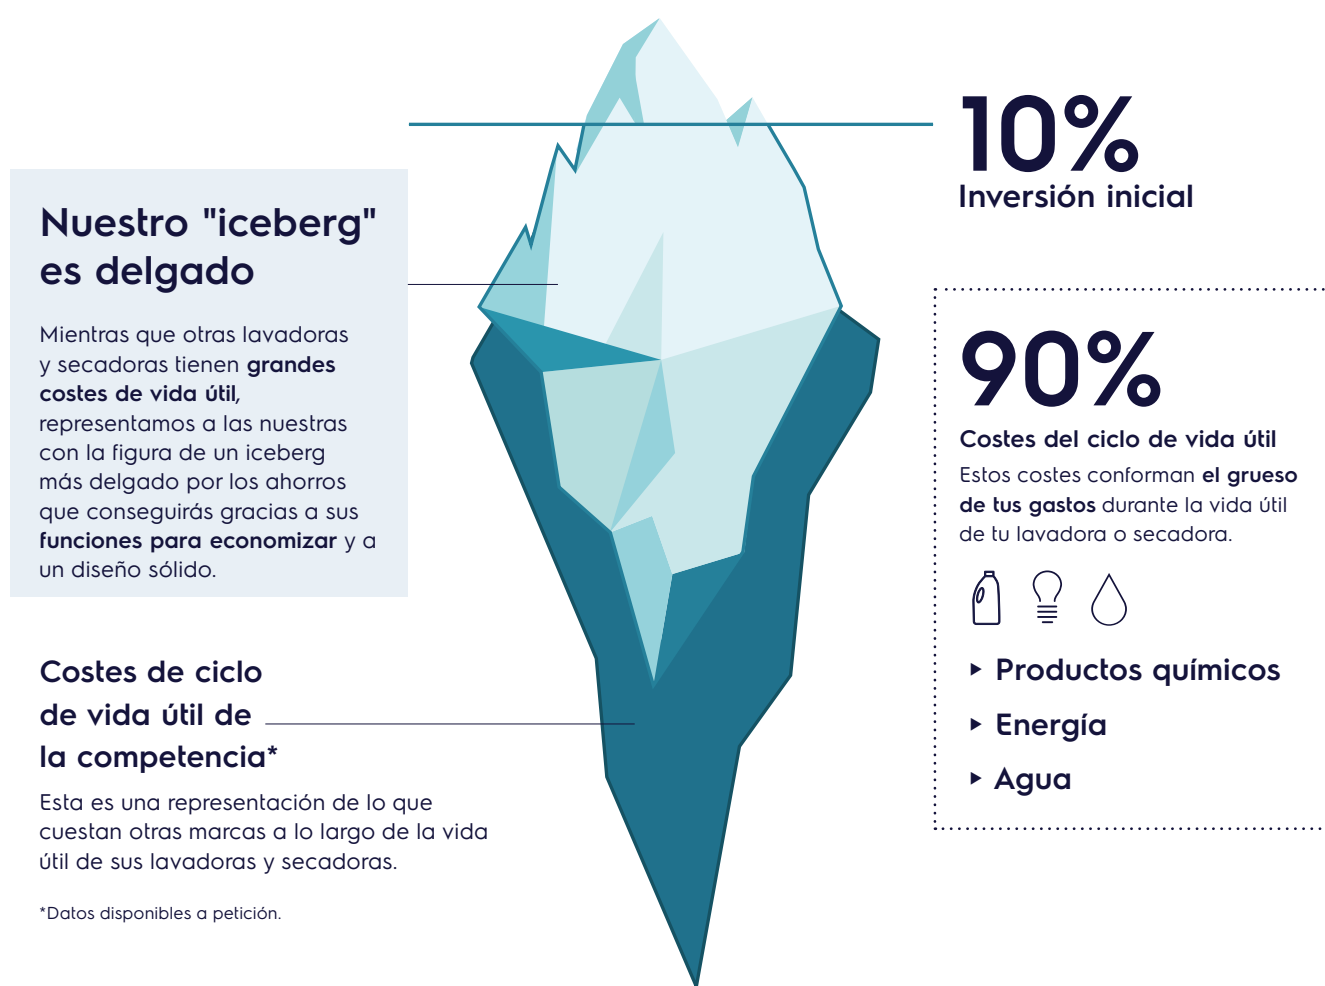 10%
Inversión inicial
Nuestro "iceberg"
es delgado
Mientras que otras lavadoras
y secadoras tienen grandes
costes de vida útil,
representamos a las nuestras
con la figura de un iceberg
más delgado por los ahorros
que conseguirás gracias a sus
funciones para economizar y a
un diseño sólido.
90%
Costes del ciclo de vida útil
Estos costes conforman el grueso
de tus gastos durante la vida útil
de tu lavadora o secadora.
Productos químicos
Energía
Agua
Costes de ciclo
de vida útil de
la competencia*
Esta es una representación de lo que
cuestan otras marcas a lo largo de la vida
útil de sus lavadoras y secadoras.
*Datos disponibles a petición.